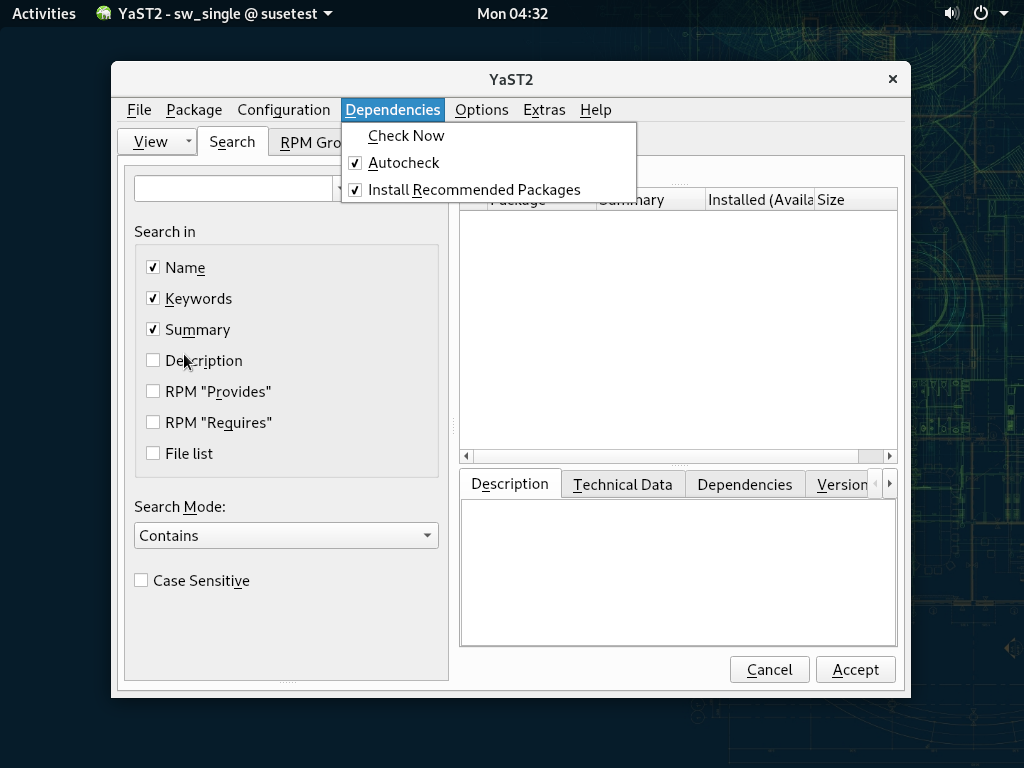 Activities YaST2 - sw_single @ susetest Mon 04:32
YaST2
File Package Configuration Dependencies Options Extras Help
Check Now
Autocheck
Install Recommended Packages
View Search RPM Gro
Package Summary Installed (Availa Size
Search in
Name
Keywords
Summary
Description
RPM "Provides"
RPM "Requires"
File list
Search Mode:
Contains
Case Sensitive
Description Technical Data Dependencies Version
Cancel Accept